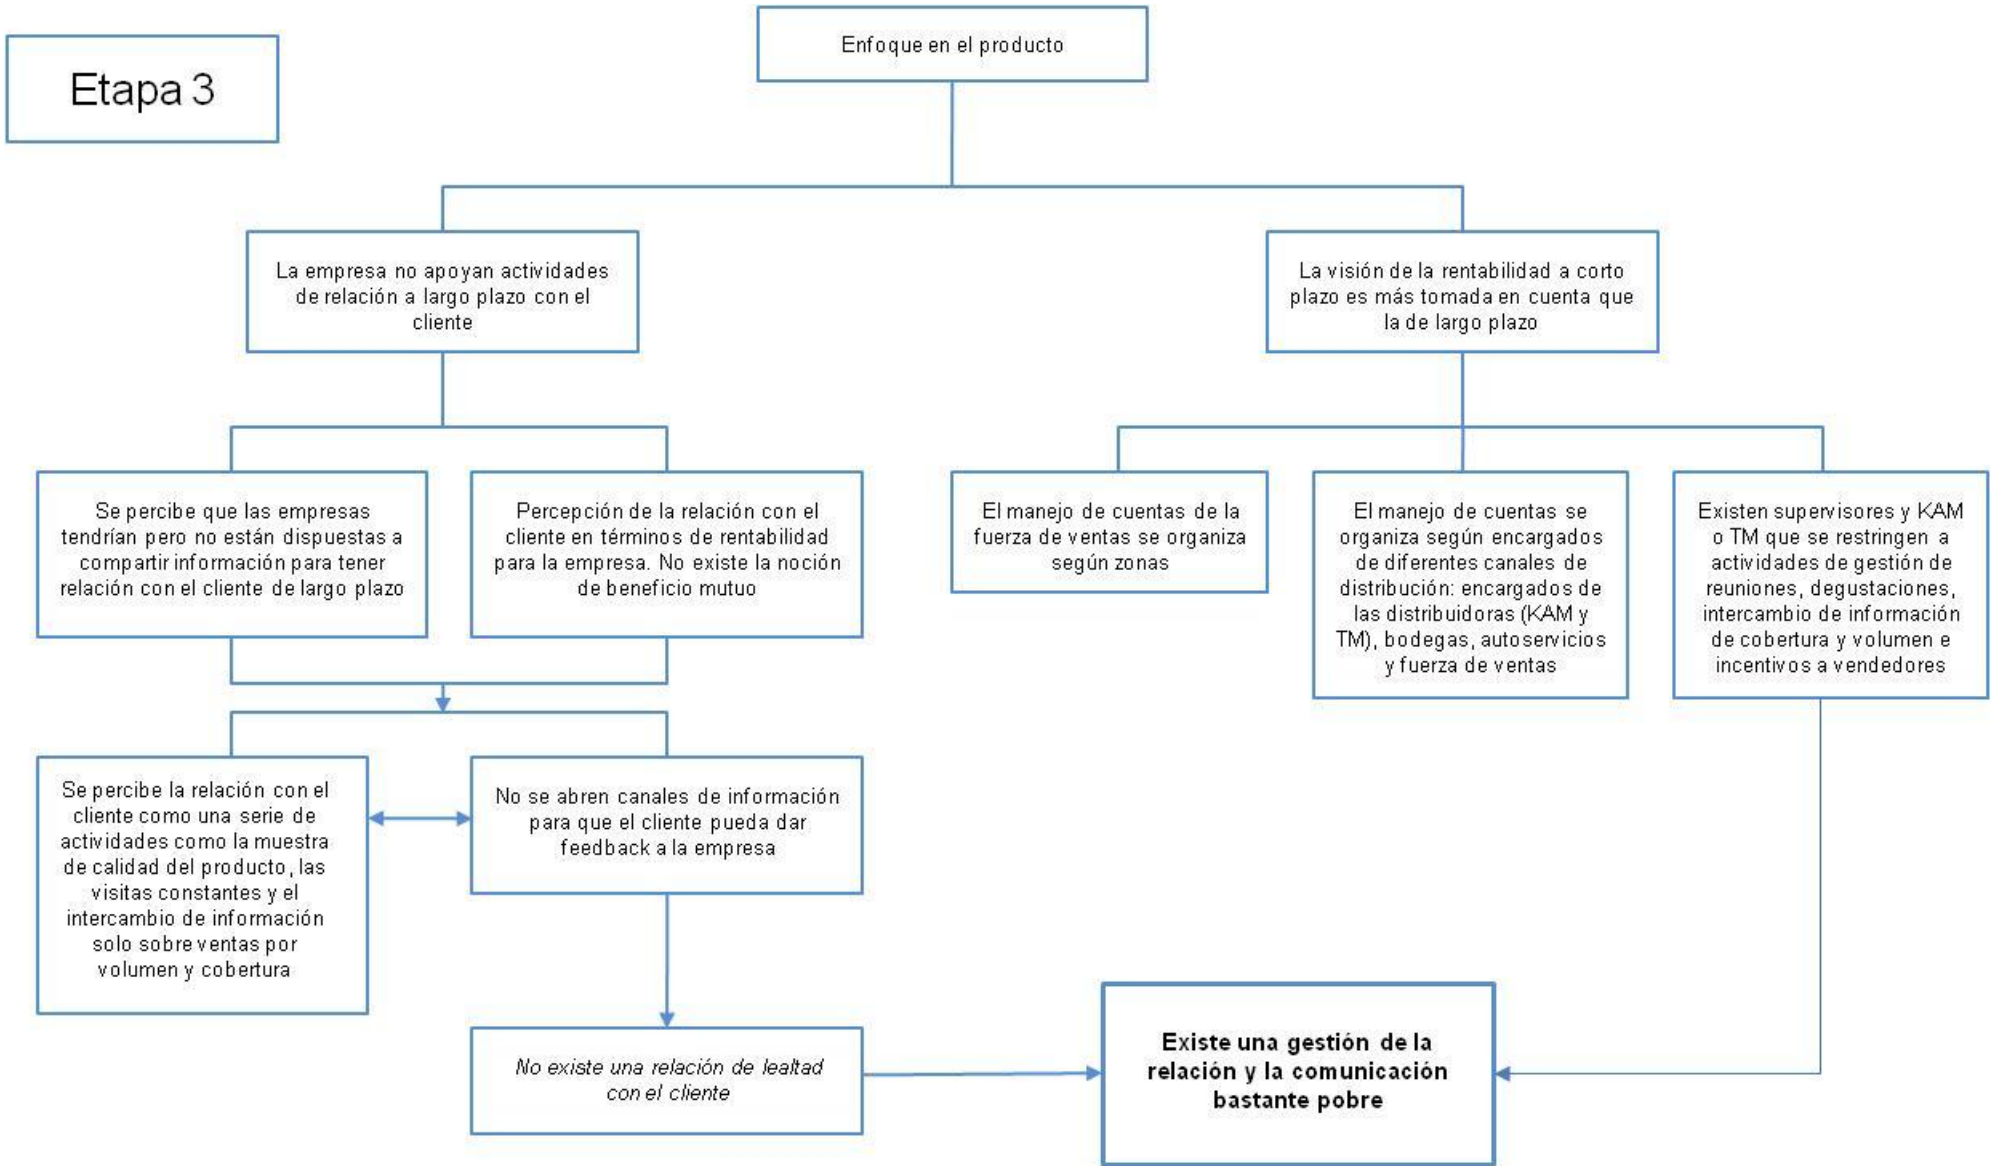 Etapa 3
Enfoque en el producto
La empresa no apoyan actividades
de relación a largo plazo con el
cliente
La visión de la rentabilidad a corto
plazo es más tomada en cuenta que
la de largo plazo
Se percibe que las empresas
tendrían pero no están dispuestas a
compartir información para tener
relación con el cliente de largo plazo
Percepción de la relación con el
cliente en términos de rentabilidad
para la empresa. No existe la noción
de beneficio mutuo
El manejo de cuentas de la
fuerza de ventas se organiza
según zonas
El manejo de cuentas se
organiza según encargados
de diferentes canales de
distribución: encargados de
las distribuidoras (KAM y
TM), bodegas, autoservicios
y fuerza de ventas
Existen supervisores y KAM
o TM que se restringen a
actividades de gestión de
reuniones, degustaciones,
intercambio de información
de cobertura y volumen e
incentivos a vendedores
Se percibe la relación con el
cliente como una serie de
actividades como la muestra
de calidad del producto, las
visitas constantes y el
intercambio de información
solo sobre ventas por
volumen y cobertura
No se abren canales de información
para que el cliente pueda dar
feedback a la empresa
No existe una relación de lealtad
con el cliente
Existe una gestión de la
relación y la comunicación
bastante pobre